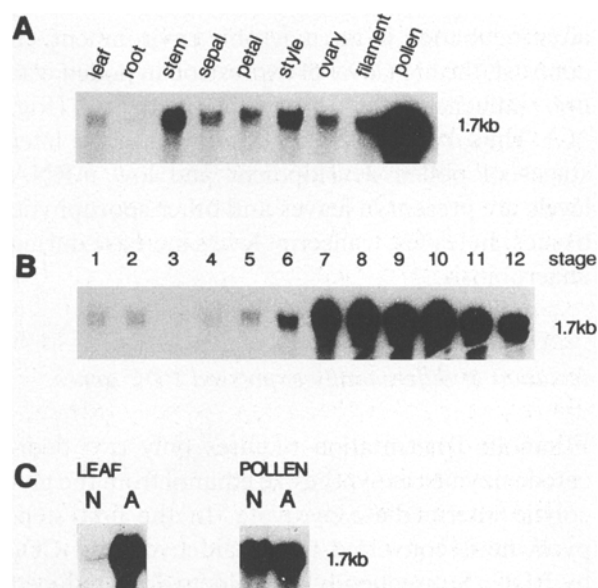 A
leaf root stem sepal petal style ovary filament pollen
1.7kb
B
1 2 3 4 5 6 7 8 9 10 11 12 stage
1.7kb
C
LEAF POLLEN
N A N A
1.7kb